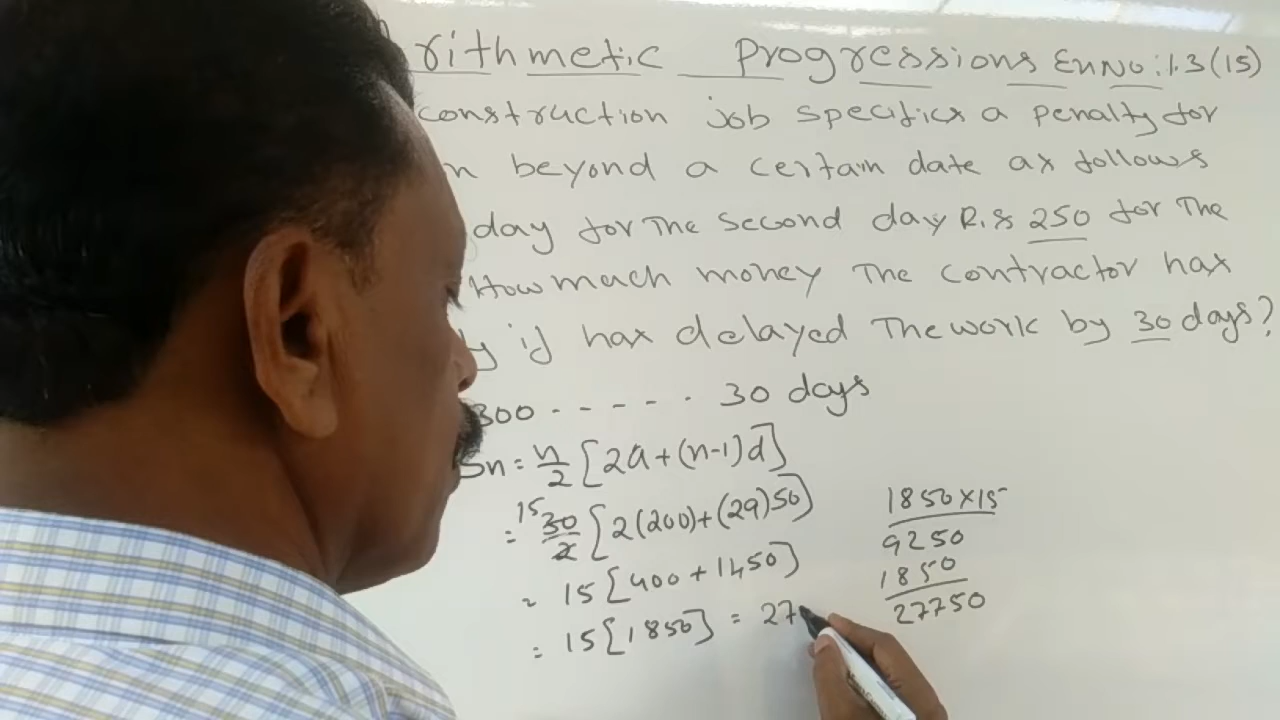 rithmetic Progressions Ex NO : 1.3 (15)
construction job specifies a penalty for
n beyond a certain date as follows
day for The second day R.s 250 for The
How much money The contractor has
y if has delayed The work by 30 days?
300 - - - - - . 30 days
Sn = n/2 [2a + (n-1)d]
= 15 30/2 [2(200) + (29)50]
= 15 [400 + 1450]
= 15 [1850] = 27
1850 X 15
9250
1850
27750